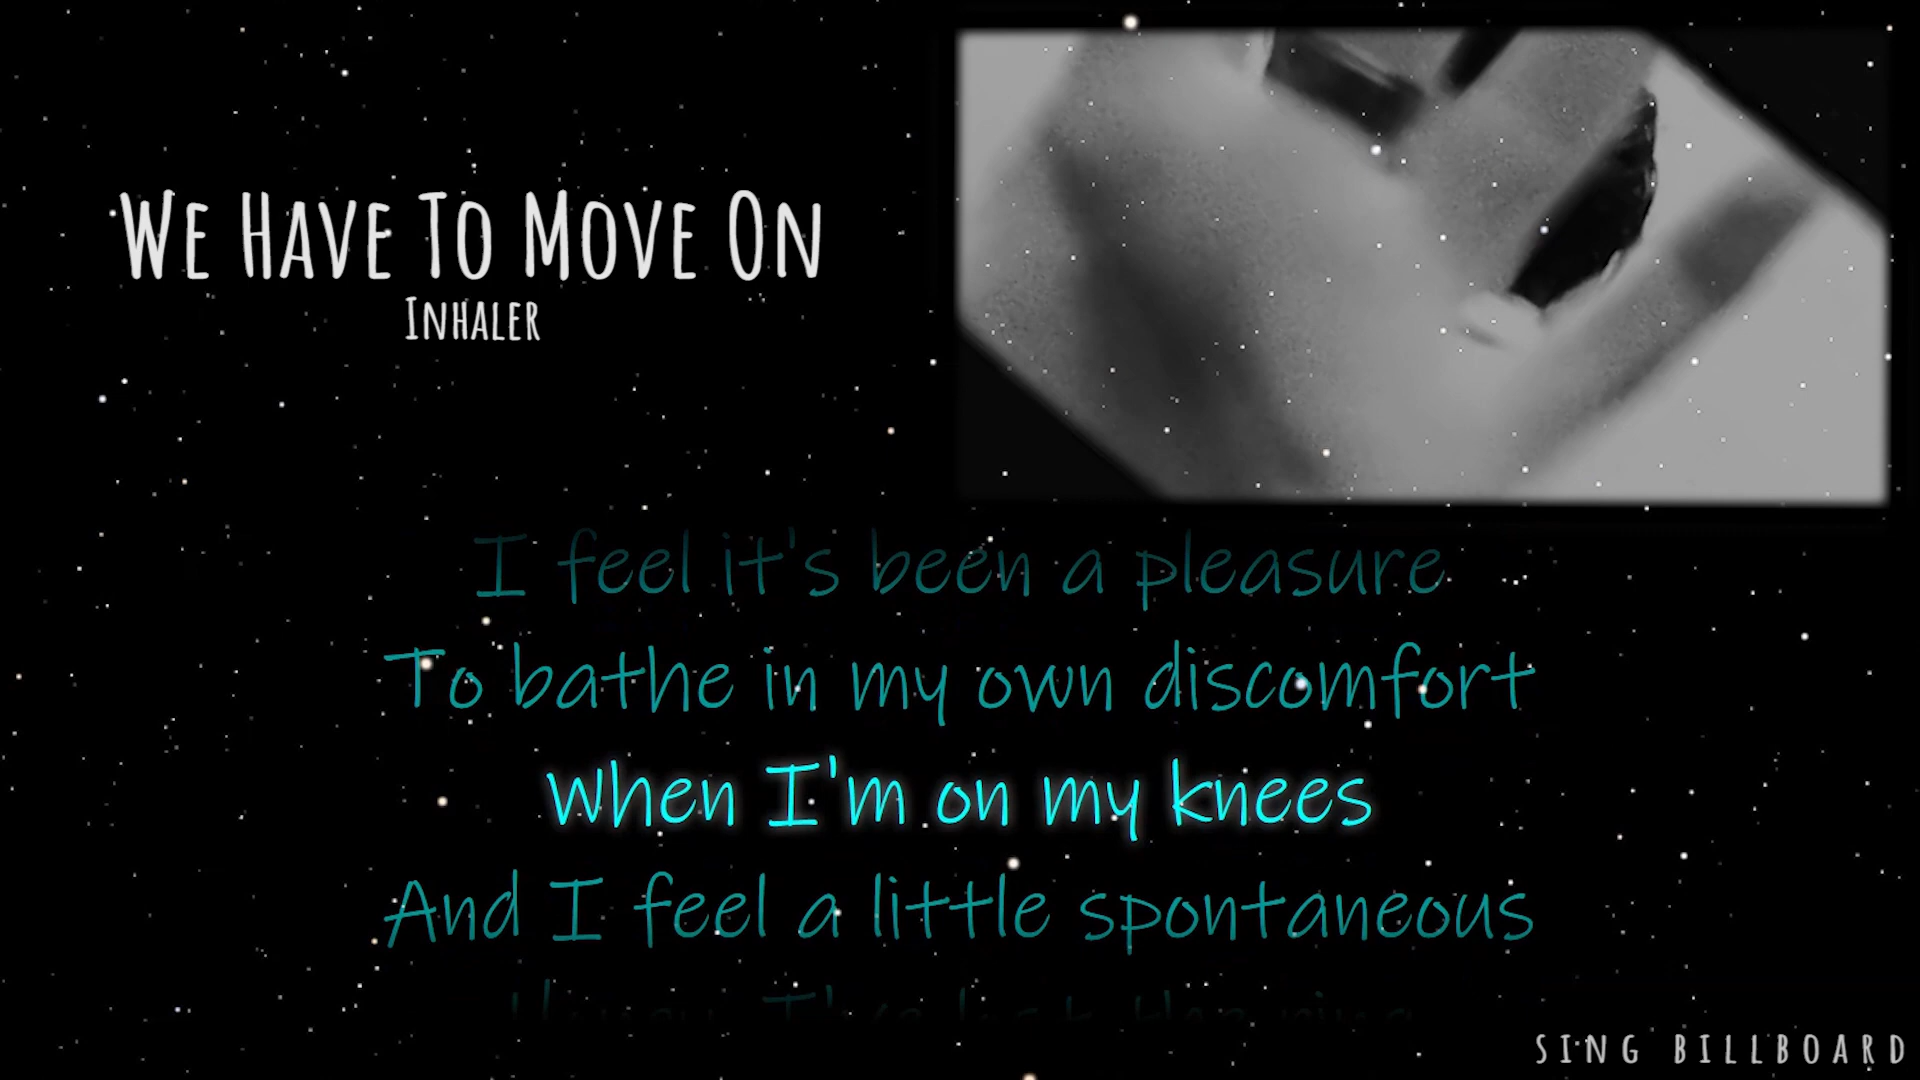 We Have To Move On
Inhaler
I feel it's been a pleasure
To bathe in my own discomfort
When I'm on my knees
And I feel a little spontaneous
SING BILLBOARD